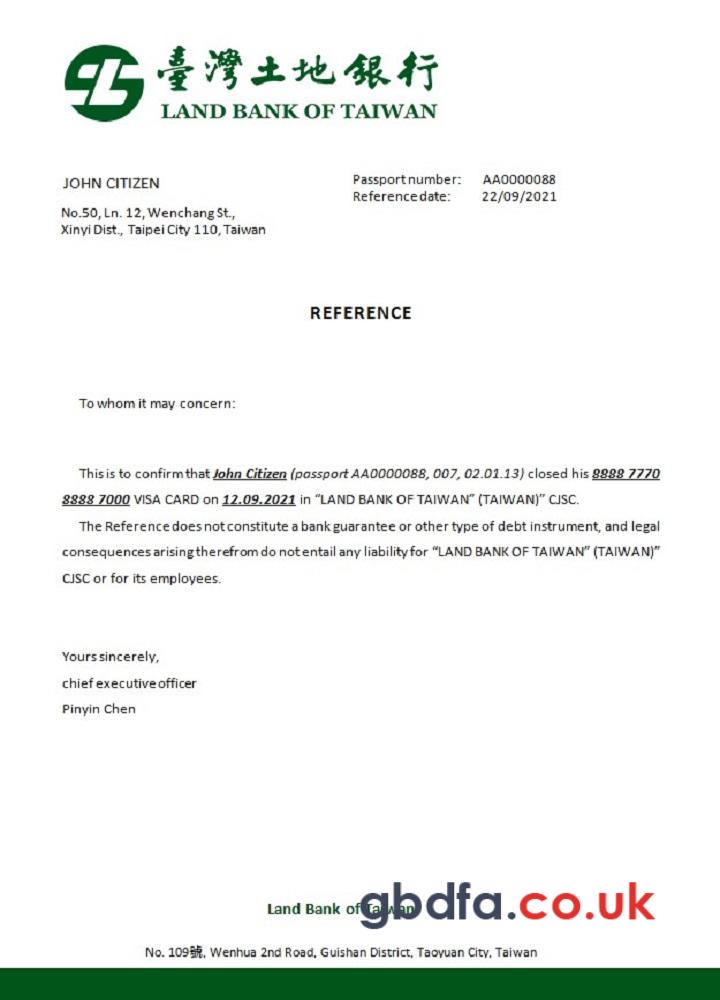 臺灣土地銀行
LAND BANK OF TAIWAN
JOHN CITIZEN
Passport number: AA0000088
Reference date: 22/09/2021
No.50, Ln. 12, Wenchang St.,
Xinyi Dist., Taipei City 110, Taiwan
REFERENCE
To whom it may concern:
This is to confirm that John Citizen (passport AA0000088, 007, 02.01.13) closed his 8888 7770
8888 7000 VISA CARD on 12.09.2021 in “LAND BANK OF TAIWAN” (TAIWAN)” CJSC.
The Reference does not constitute a bank guarantee or other type of debt instrument, and legal
consequences arising therefrom do not entail any liability for “LAND BANK OF TAIWAN” (TAIWAN)”
CJSC or for its employees.
Yours sincerely,
chief executive officer
Pinyin Chen
Land Bank of Taiwan
gbdfa.co.uk
No. 109號, Wenhua 2nd Road, Guishan District, Taoyuan City, Taiwan